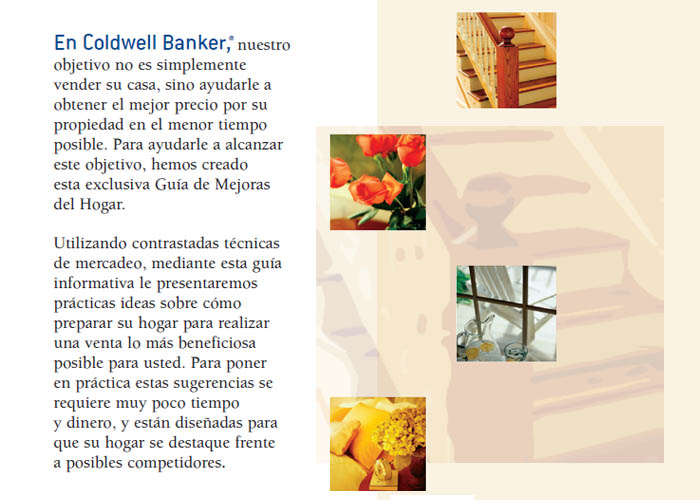 En Coldwell Banker,® nuestro
objetivo no es simplemente
vender su casa, sino ayudarle a
obtener el mejor precio por su
propiedad en el menor tiempo
posible. Para ayudarle a alcanzar
este objetivo, hemos creado
esta exclusiva Guía de Mejoras
del Hogar.
Utilizando contrastadas técnicas
de mercadeo, mediante esta guía
informativa le presentaremos
prácticas ideas sobre cómo
preparar su hogar para realizar
una venta lo más beneficiosa
posible para usted. Para poner
en práctica estas sugerencias se
requiere muy poco tiempo
y dinero, y están diseñadas para
que su hogar se destaque frente
a posibles competidores.